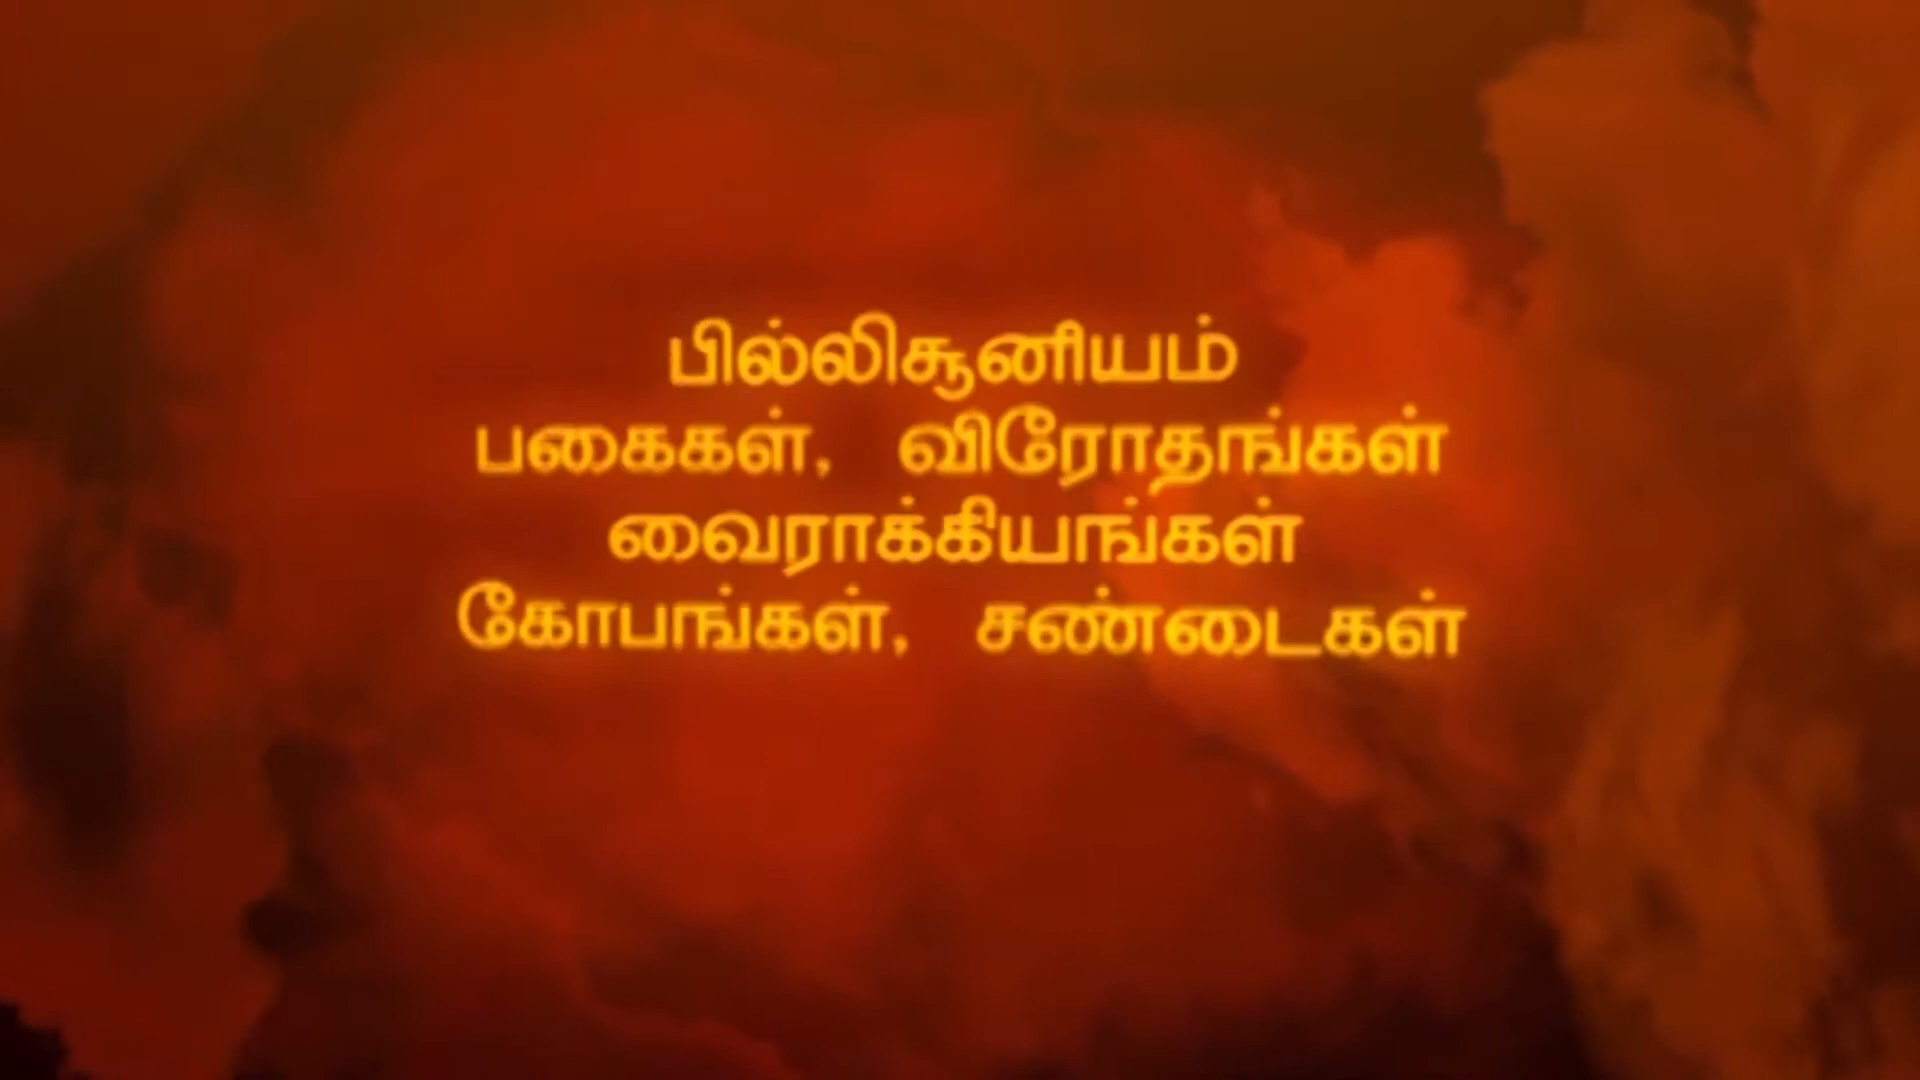 பில்லிசூனியம்
பகைகள், விரோதங்கள்
வைராக்கியங்கள்
கோபங்கள், சண்டைகள்